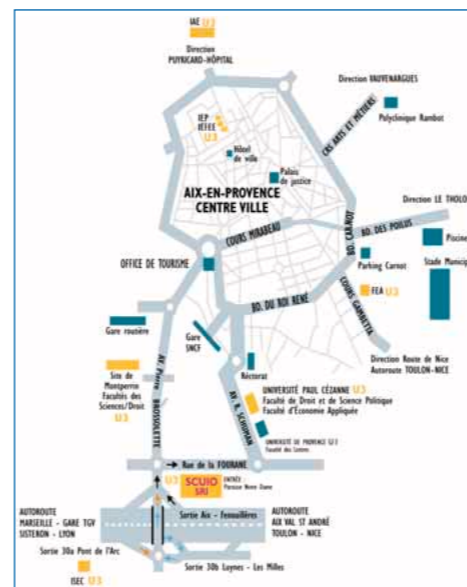 IAE U3
Direction
PUYRICARD-HÔPITAL
Direction VAUVENARGUES
CRS ARTS ET MÉTIERS
Polyclinique Rambot
IEP
IEFEE
U3
Hôtel
de ville
Palais
de justice
AIX-EN-PROVENCE
CENTRE VILLE
Direction LE THOLO
BD. CARNOT
BD. DES POILUS
COURS MIRABEAU
Piscine
OFFICE DE TOURISME
Parking Carnot
Stade Municip
FEA U3
BD. DU ROI RENÉ
COURS GAMBETTA
Gare routière
Gare
SNCF
Direction Route de Nice
Autoroute TOULON-NICE
Site de
Montperrin
Facultés des
Sciences/Droit
U3
AV. Pierre BROSSOLETTE
Réctorat
UNIVERSITÉ PAUL CÉZANNE U3
Faculté de Droit et de Science Politique
Faculté d'Économie Appliquée
AV. R. SCHUMAN
UNIVERSITÉ DE PROVENCE U3
Faculté des Lettres
Rue de la FOURANE
U3
SCUIO
SRI
ENTRÉE
Sortie Aix - Fenouillères
AUTOROUTE
MARSEILLE - GARE TGV
SISTERON - LYON
AUTOROUTE
AIX VAL ST ANDRÉ
TOULON - NICE
Sortie 30a Pont de l'Arc
Sortie 30b Luynes - Les Milles
ISEC U3